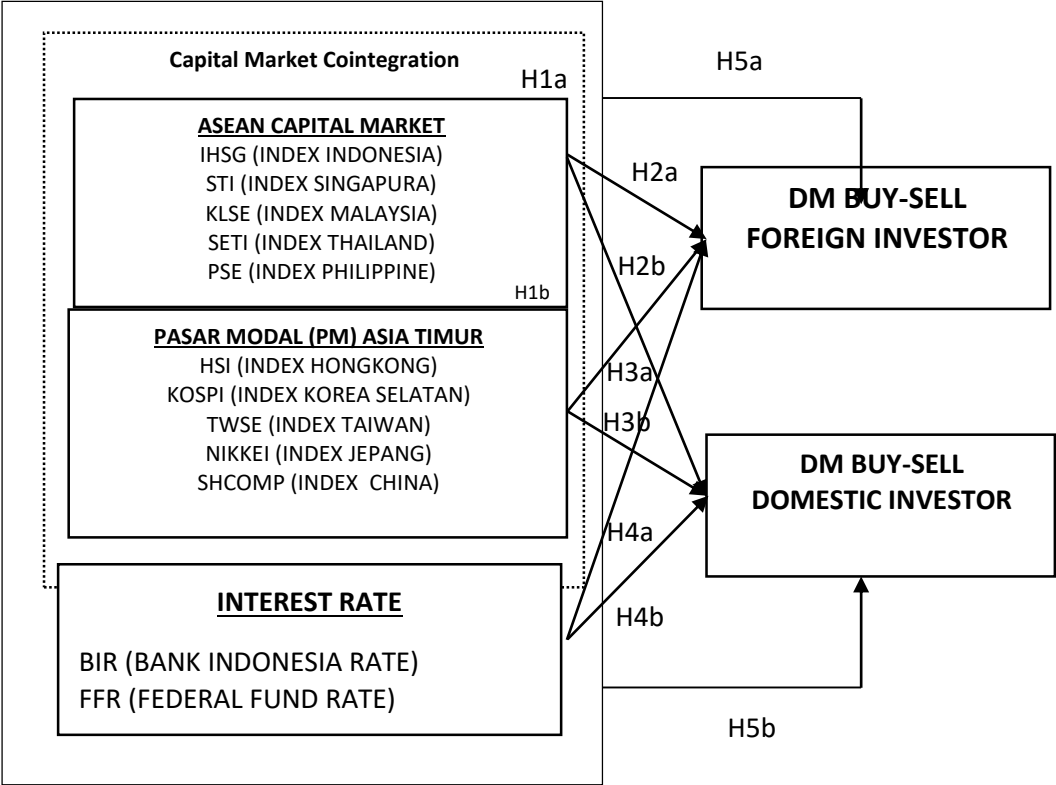 Capital Market Cointegration
H1a
ASEAN CAPITAL MARKET
IHSG (INDEX INDONESIA)
STI (INDEX SINGAPURA)
KLSE (INDEX MALAYSIA)
SETI (INDEX THAILAND)
PSE (INDEX PHILIPPINE)
H1b
PASAR MODAL (PM) ASIA TIMUR
HSI (INDEX HONGKONG)
KOSPI (INDEX KOREA SELATAN)
TWSE (INDEX TAIWAN)
NIKKEI (INDEX JEPANG)
SHCOMP (INDEX CHINA)
INTEREST RATE
BIR (BANK INDONESIA RATE)
FFR (FEDERAL FUND RATE)
H5a
H2a
H2b
H3a
H3b
H4a
H4b
H5b
DM BUY-SELL
FOREIGN INVESTOR
DM BUY-SELL
DOMESTIC INVESTOR